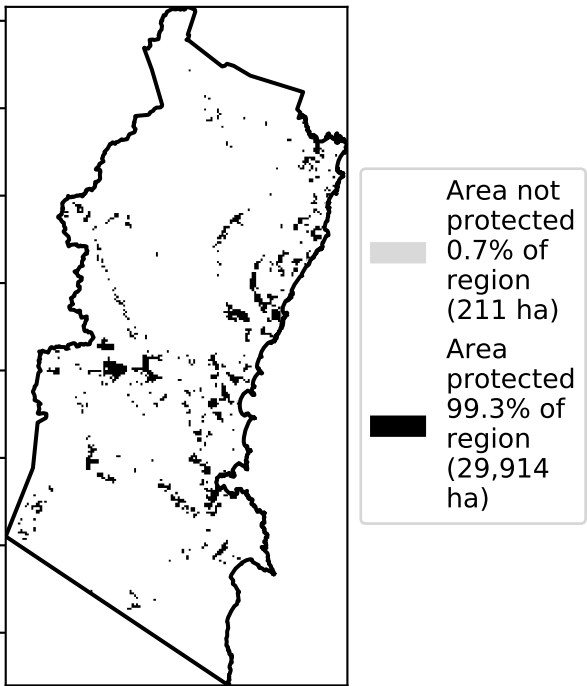 Area not
protected
0.7% of
region
(211 ha)
Area
protected
99.3% of
region
(29,914
ha)